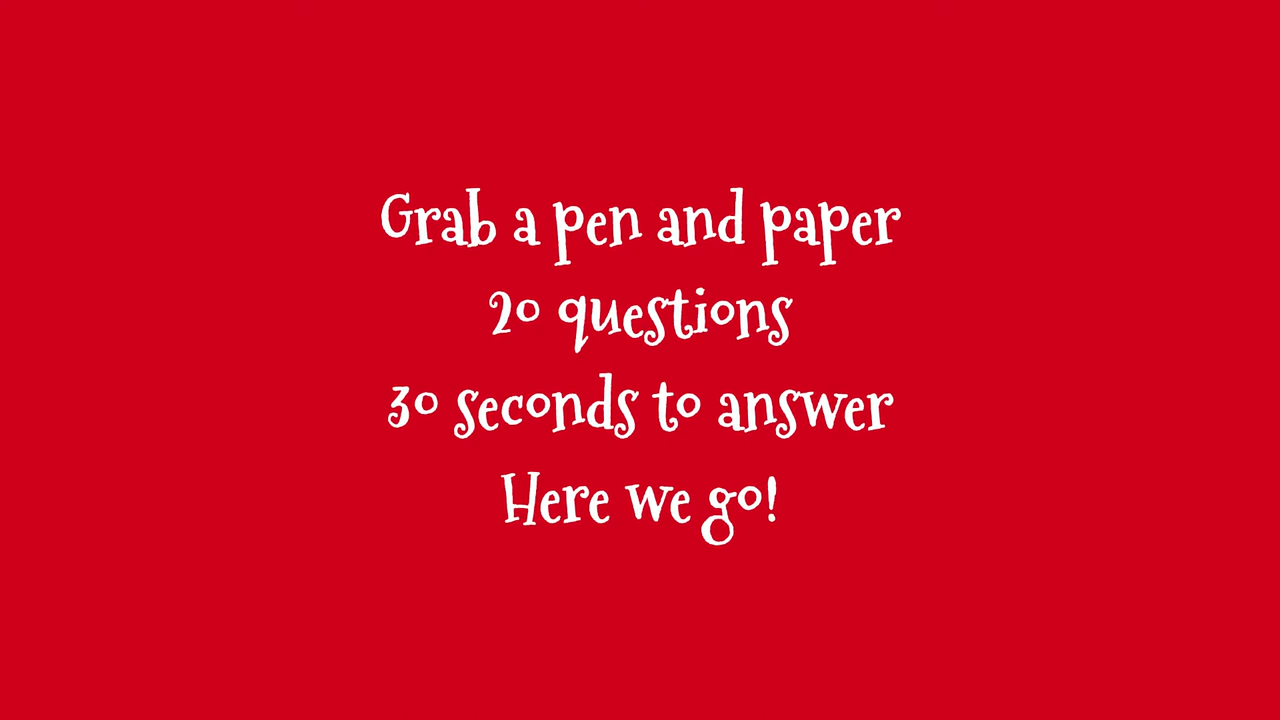 Grab a pen and paper
20 questions
30 seconds to answer
Here we go!